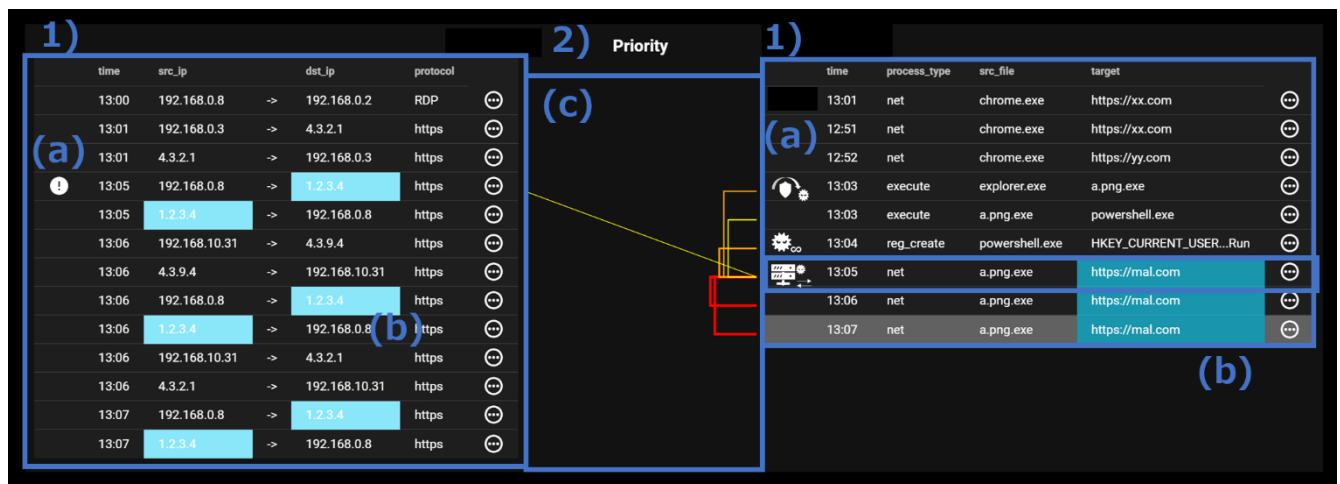 1)
2)
Priority
1)
time src_ip dst_ip protocol
13:00 192.168.0.8 -> 192.168.0.2 RDP
13:01 192.168.0.3 -> 4.3.2.1 https
13:01 4.3.2.1 -> 192.168.0.3 https
(a)
! 13:05 192.168.0.8 -> 1.2.3.4 https
13:05 1.2.3.4 -> 192.168.0.8 https
13:06 192.168.10.31 -> 4.3.9.4 https
13:06 4.3.9.4 -> 192.168.10.31 https
13:06 192.168.0.8 -> 1.2.3.4 https
13:06 1.2.3.4 -> 192.168.0.8 https
(b)
13:06 192.168.10.31 -> 4.3.2.1 https
13:06 4.3.2.1 -> 192.168.10.31 https
13:07 192.168.0.8 -> 1.2.3.4 https
13:07 1.2.3.4 -> 192.168.0.8 https
(c)
time process_type src_file target
13:01 net chrome.exe https://xx.com
(a)
12:51 net chrome.exe https://xx.com
12:52 net chrome.exe https://yy.com
13:03 execute explorer.exe a.png.exe
13:03 execute a.png.exe powershell.exe
13:04 reg_create powershell.exe HKEY_CURRENT_USER...Run
13:05 net a.png.exe https://mal.com
13:06 net a.png.exe https://mal.com
13:07 net a.png.exe https://mal.com
(b)